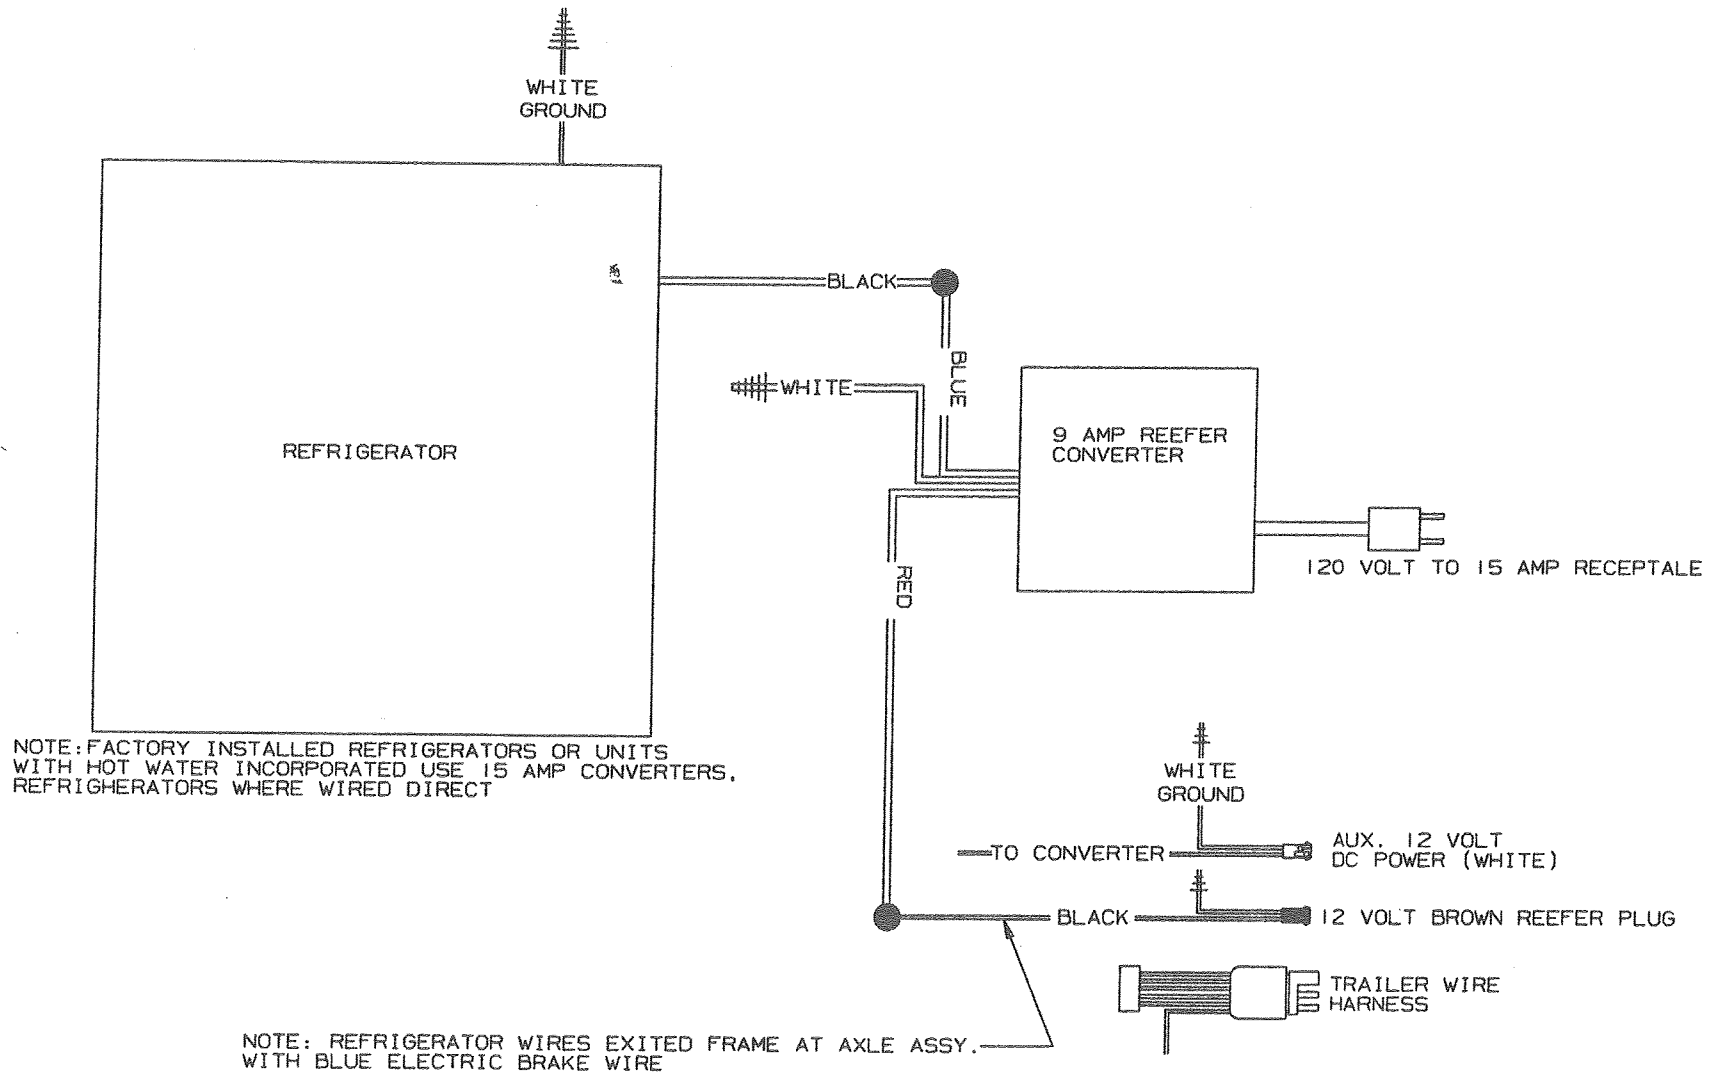 WHITE
GROUND
BLACK
BLUE
WHITE
9 AMP REEFER
CONVERTER
REFRIGERATOR
120 VOLT TO 15 AMP RECEPTALE
RED
NOTE:FACTORY INSTALLED REFRIGERATORS OR UNITS
WITH HOT WATER INCORPORATED USE 15 AMP CONVERTERS.
REFRIGHERATORS WHERE WIRED DIRECT
WHITE
GROUND
TO CONVERTER
AUX. 12 VOLT
DC POWER (WHITE)
BLACK
12 VOLT BROWN REEFER PLUG
TRAILER WIRE
HARNESS
NOTE: REFRIGERATOR WIRES EXITED FRAME AT AXLE ASSY.
WITH BLUE ELECTRIC BRAKE WIRE